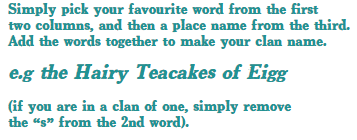 Simply pick your favourite word from the first
two columns, and then a place name from the third.
Add the words together to make your clan name.
e.g the Hairy Teacakes of Eigg
(if you are in a clan of one, simply remove
the “s” from the 2nd word).